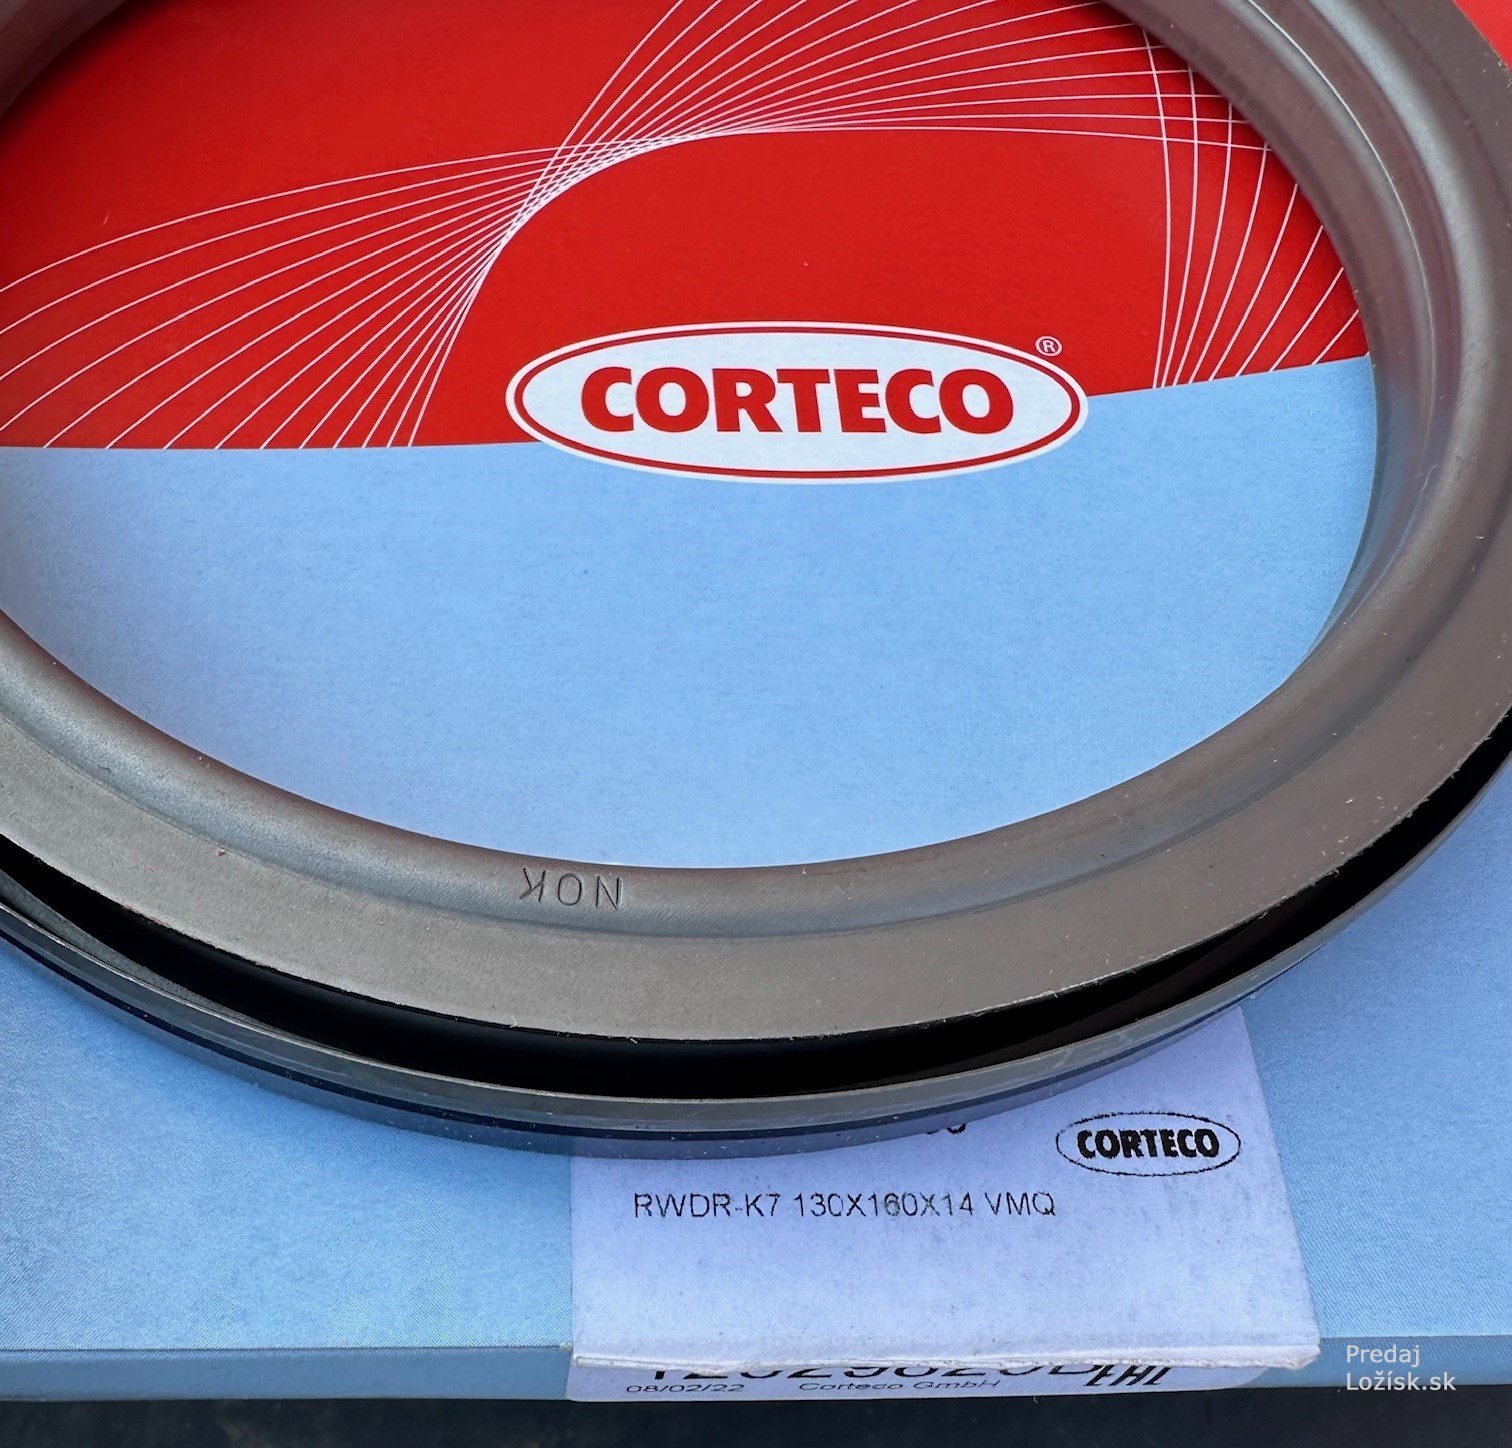 CORTECO®
NOK
CORTECO
RWDR-K7 130X160X14 VMQ
08/02/22 Corteco GmbH
Predaj
Ložísk.sk